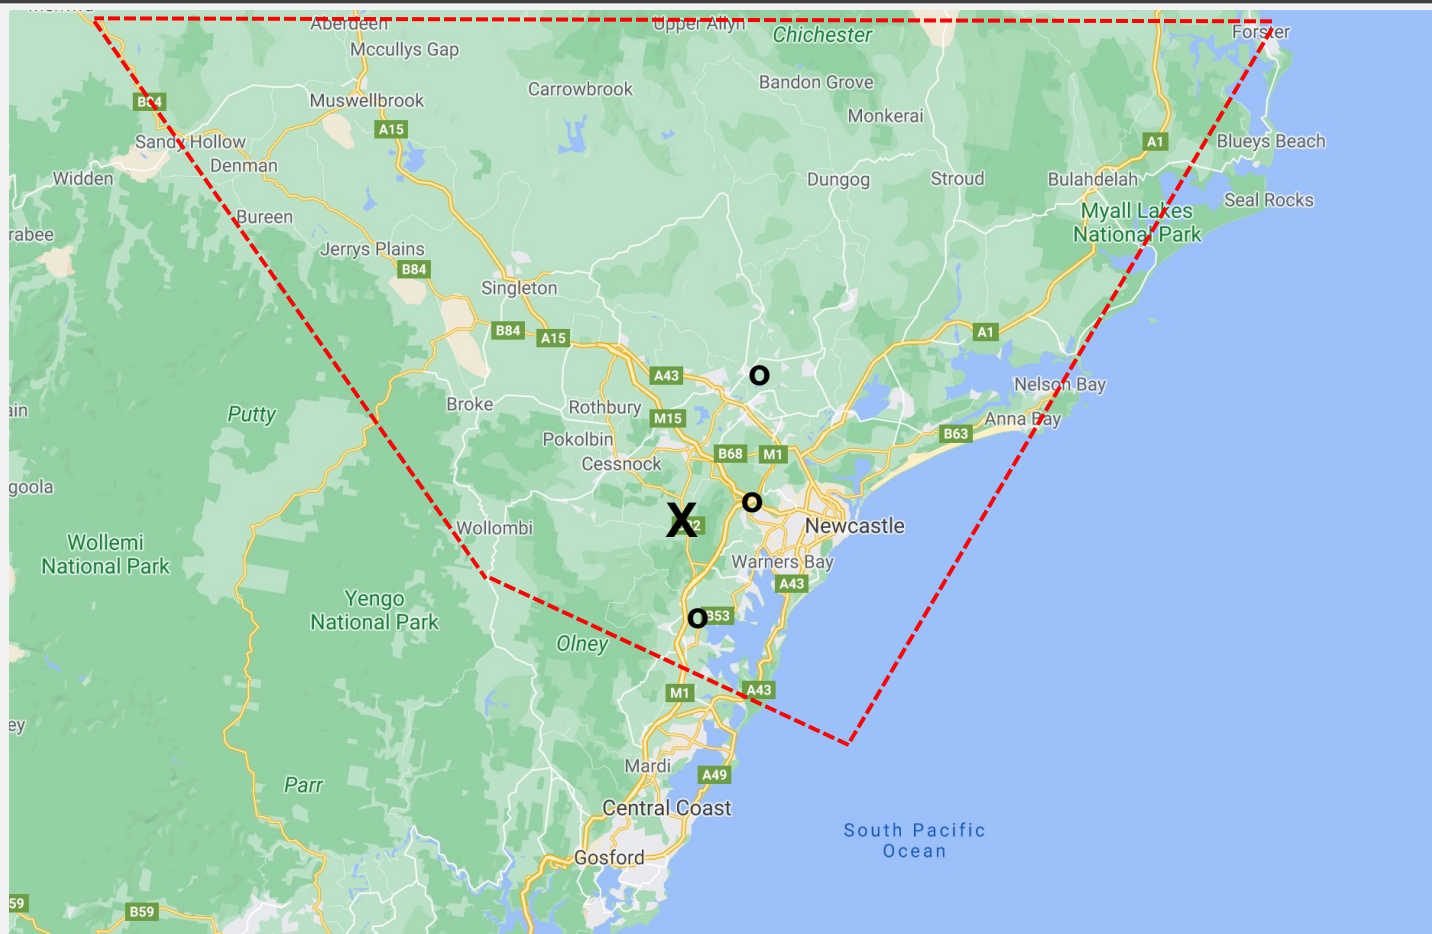 Aberdeen
Upper Allyn
Chichester
Forster
Mccullys Gap
Carrowbrook
Bandon Grove
B84
Muswellbrook
Monkerai
A15
A1
Sandy Hollow
Blueys Beach
Denman
Widden
Dungog
Stroud
Bulahdelah
Seal Rocks
Bureen
Myall Lakes
National Park
rabee
Jerrys Plains
B84
Singleton
B84
A15
A1
A43
o
Nelson Bay
Broke
Rothbury
ain
Putty
M15
Anna Bay
B63
Pokolbin
B68
M1
Cessnock
goola
o
X
Wollombi
Newcastle
Wollemi
National Park
Warners Bay
A43
Yengo
National Park
o
B53
Olney
M1
A43
ey
Mardi
A49
Parr
Central Coast
South Pacific
Ocean
Gosford
59
B59